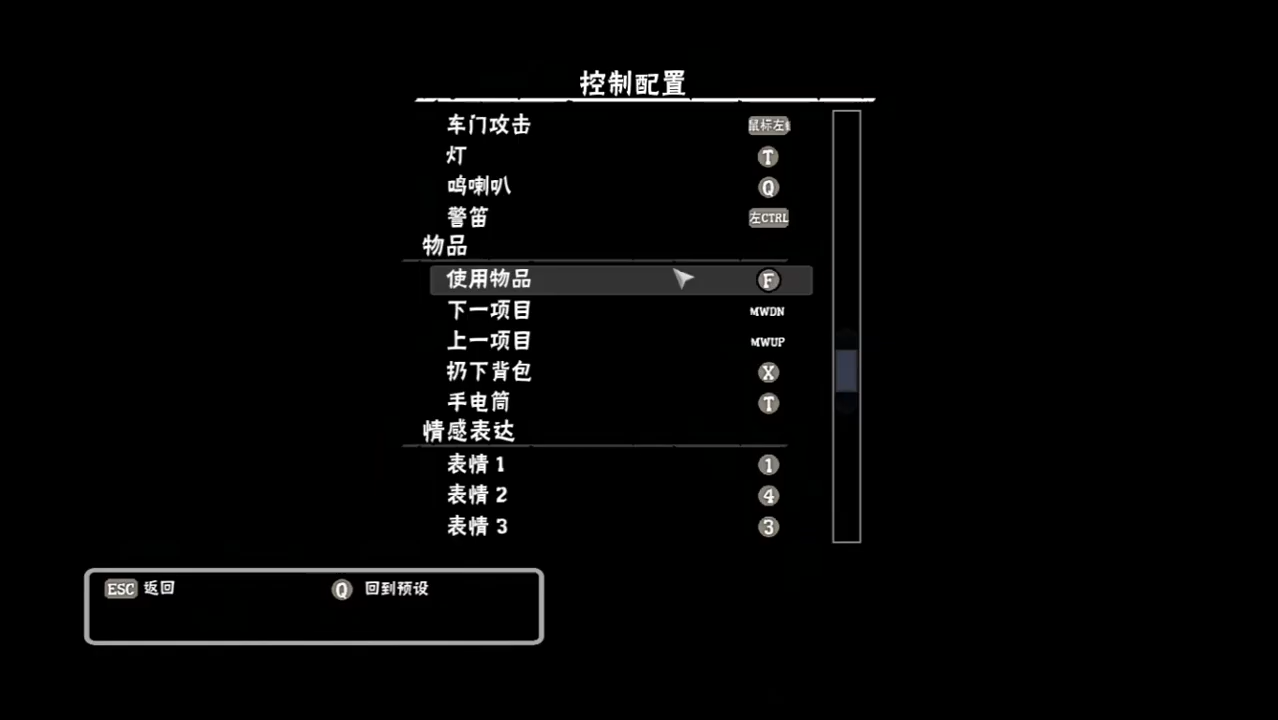 控制配置
车门攻击 鼠标左
灯 T
鸣喇叭 Q
警笛 左CTRL
物品
使用物品 F
下一项目 MWDN
上一项目 MWUP
扔下背包 X
手电筒 T
情感表达
表情 1 1
表情 2 4
表情 3 3
ESC 返回 Q 回到预设